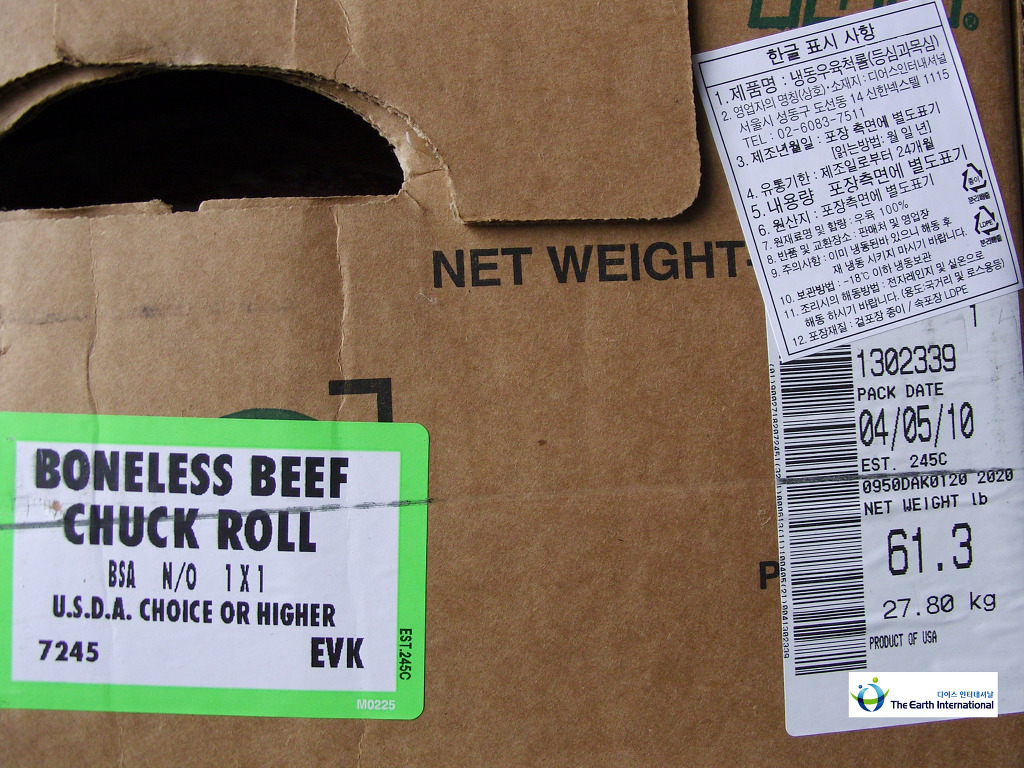 한글 표시 사항
1. 제품명 : 냉동우육척롤(등심과목심)
2. 영업자의 명칭(상호)·소재지 : 디어스인터내셔날
서울시 성동구 도선동 14 신한넥스텔 1115
TEL : 02-6083-7511
3. 제조년월일 : 포장 측면에 별도표기
[읽는방법: 월 일 년]
4. 유통기한 : 제조일로부터 24개월
5. 내용량 포장측면에 별도표기
6. 원산지 : 포장측면에 별도표기
7. 원재료명 및 함량 : 우육 100%
8. 반품 및 교환장소 : 판매처 및 영업장
9. 주의사항 : 이미 냉동된바 있으니 해동 후
재 냉동 시키지 마시기 바랍니다.
10. 보관방법 : -18℃ 이하 냉동보관
11. 조리시의 해동방법 : 전자레인지 및 실온으로
해동 하시기 바랍니다. (용도:국거리 및 로스용등)
12. 포장재질 : 겉포장 종이 / 속포장 LDPE
종이
분리배출
LDPE
분리배출
NET WEIGHT
1
1302339
PACK DATE
04/05/10
EST. 245C
0950DAK0120 2020
NET WEIGHT lb
61.3
27.80 kg
PRODUCT OF USA
P
BONELESS BEEF
CHUCK ROLL
BSA N/O 1X1
U.S.D.A. CHOICE OR HIGHER
7245 EVK
EST.245C
M0225
디어스 인터내셔날
The Earth International